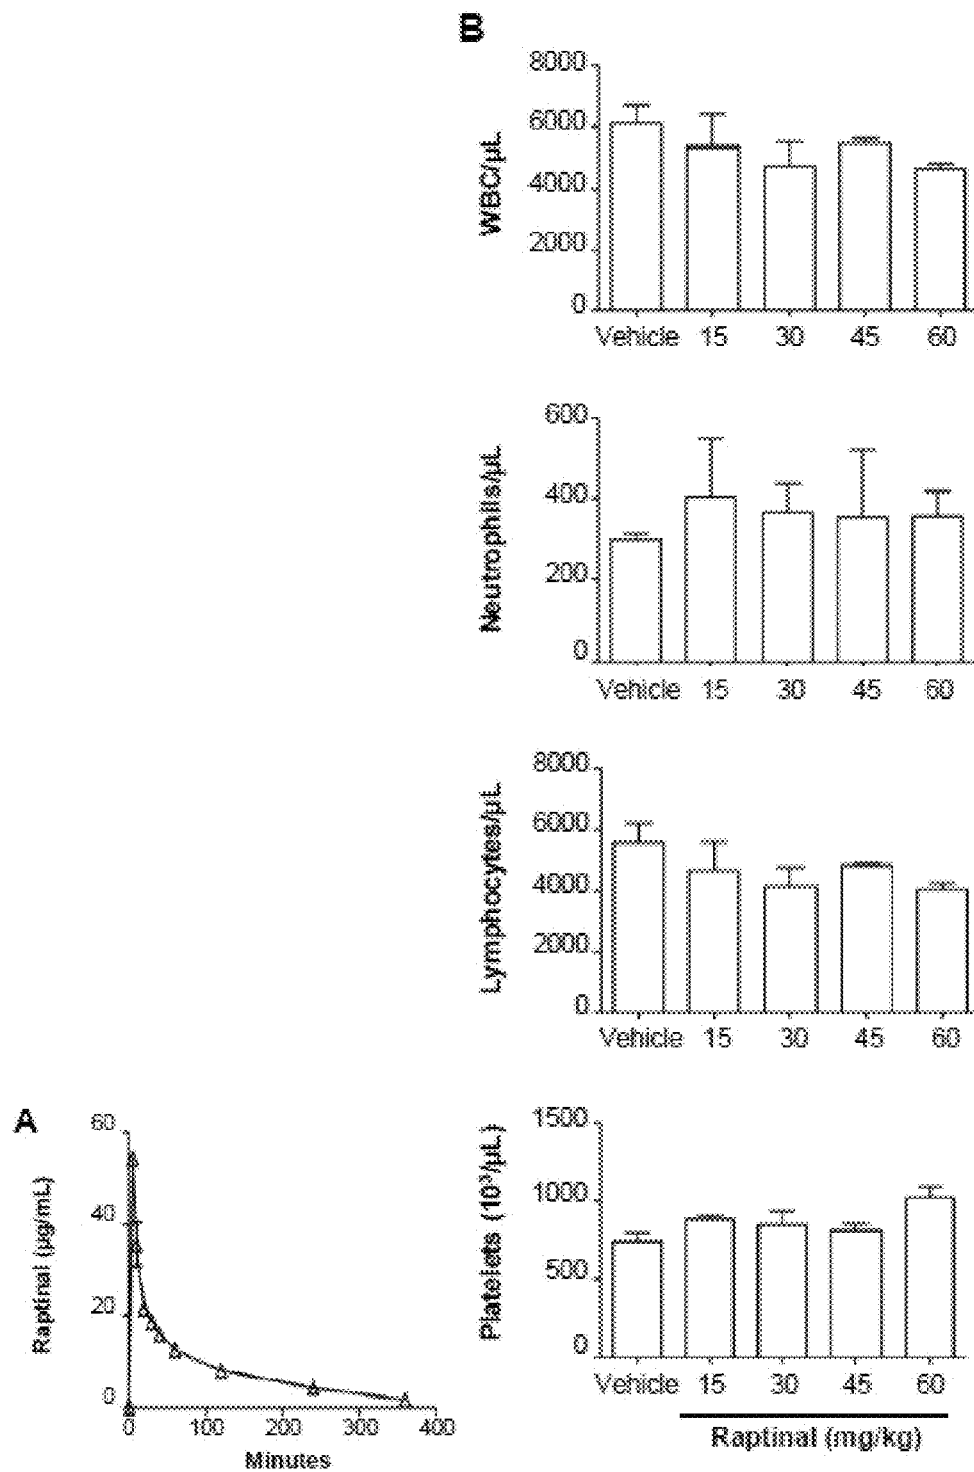 B
8000
6000
4000
2000
0
WBC/µL
Vehicle 15 30 45 60
600
400
200
0
Neutrophils/µL
Vehicle 15 30 45 60
8000
6000
4000
2000
0
Lymphocytes/µL
Vehicle 15 30 45 60
A
60
40
20
0
Raptinal (µg/mL)
0 100 200 300 400
Minutes
1500
1000
500
0
Platelets (10³/µL)
Vehicle 15 30 45 60
Raptinal (mg/kg)